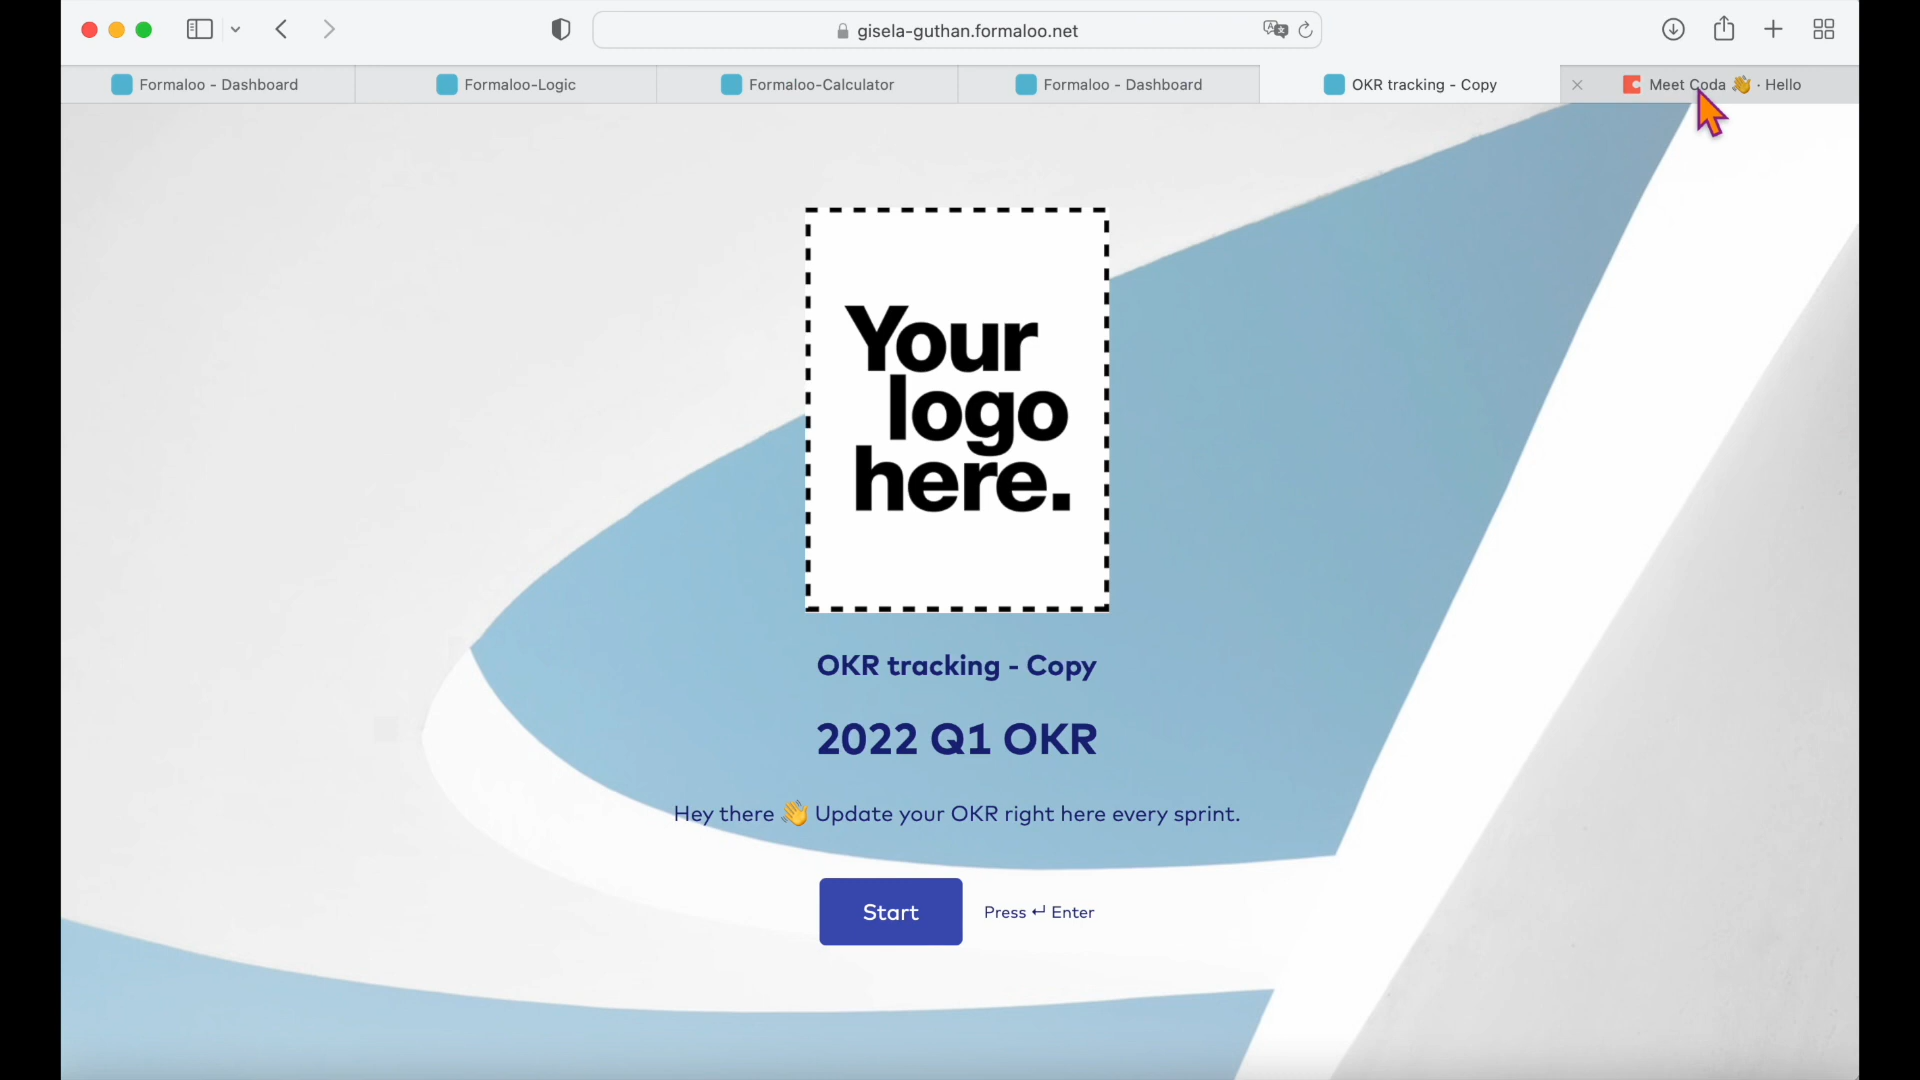 gisela-guthan.formaloo.net
Formaloo - Dashboard
Formaloo-Logic
Formaloo-Calculator
Formaloo - Dashboard
OKR tracking - Copy
Meet Coda 👋 · Hello
Your
logo
here.
OKR tracking - Copy
2022 Q1 OKR
Hey there 👋 Update your OKR right here every sprint.
Start
Press ↵ Enter